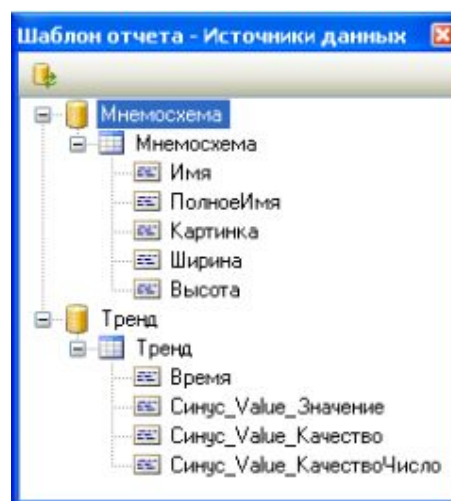 Шаблон отчета - Источники данных
Мнемосхема
Мнемосхема
Имя
ПолноеИмя
Картинка
Ширина
Высота
Тренд
Тренд
Время
Синус_Value_Значение
Синус_Value_Качество
Синус_Value_КачествоЧисло